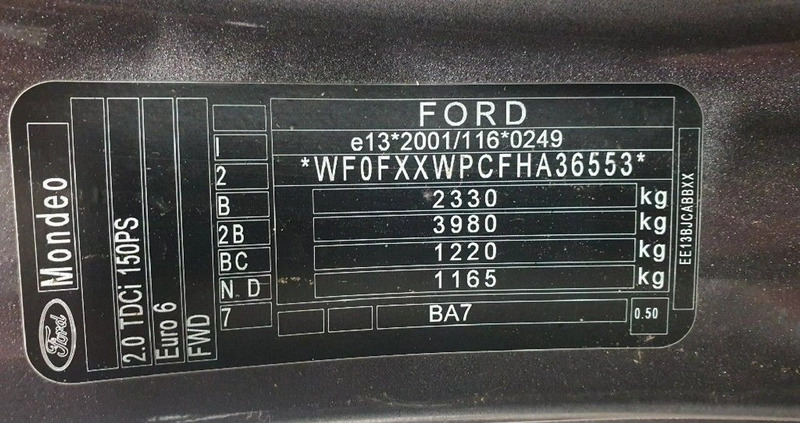 Ford
Mondeo
2.0 TDCi 150PS
Euro 6
FWD
1
2
B
2B
BC
N D
7
FORD
e13*2001/116*0249
*WF0FXXWPCFHA36553*
2330 kg
3980 kg
1220 kg
1165 kg
BA7
0.50
EE13BJCABBXX